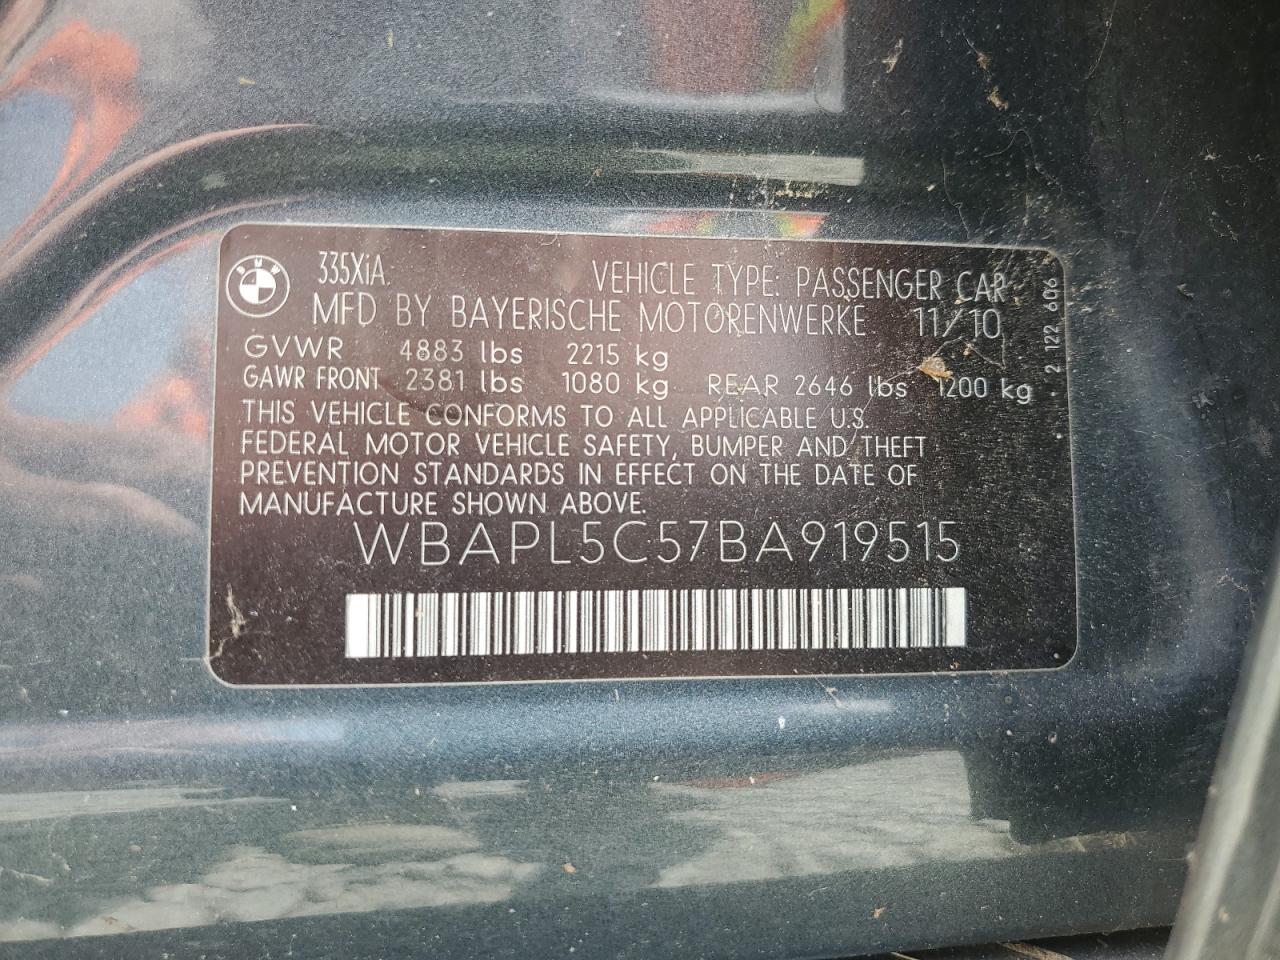 BMW
335XiA. VEHICLE TYPE: PASSENGER CAR
MFD BY BAYERISCHE MOTORENWERKE 11/10
GVWR 4883 lbs 2215 kg
GAWR FRONT 2381 lbs 1080 kg REAR 2646 lbs 1200 kg
THIS VEHICLE CONFORMS TO ALL APPLICABLE U.S.
FEDERAL MOTOR VEHICLE SAFETY, BUMPER AND THEFT
PREVENTION STANDARDS IN EFFECT ON THE DATE OF
MANUFACTURE SHOWN ABOVE.
WBAPL5C57BA919515
2 122 606